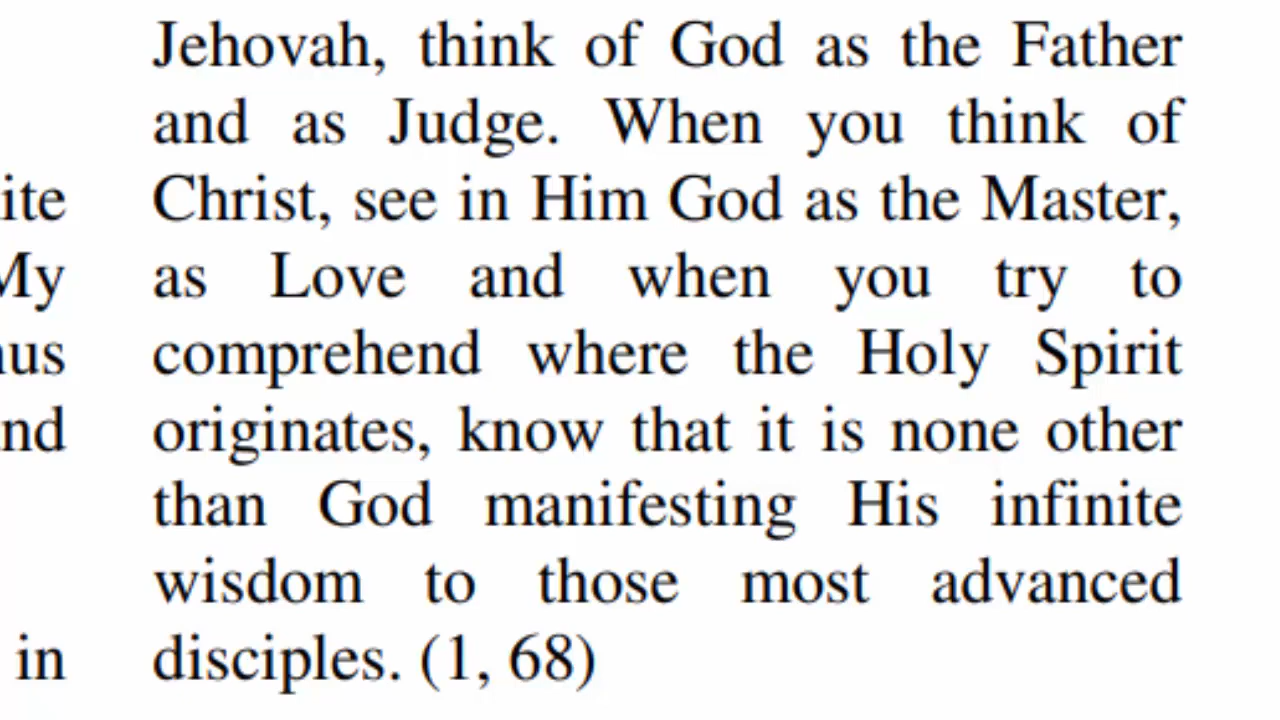 Jehovah, think of God as the Father
and as Judge. When you think of
Christ, see in Him God as the Master,
as Love and when you try to
comprehend where the Holy Spirit
originates, know that it is none other
than God manifesting His infinite
wisdom to those most advanced
disciples. (1, 68)
My
in